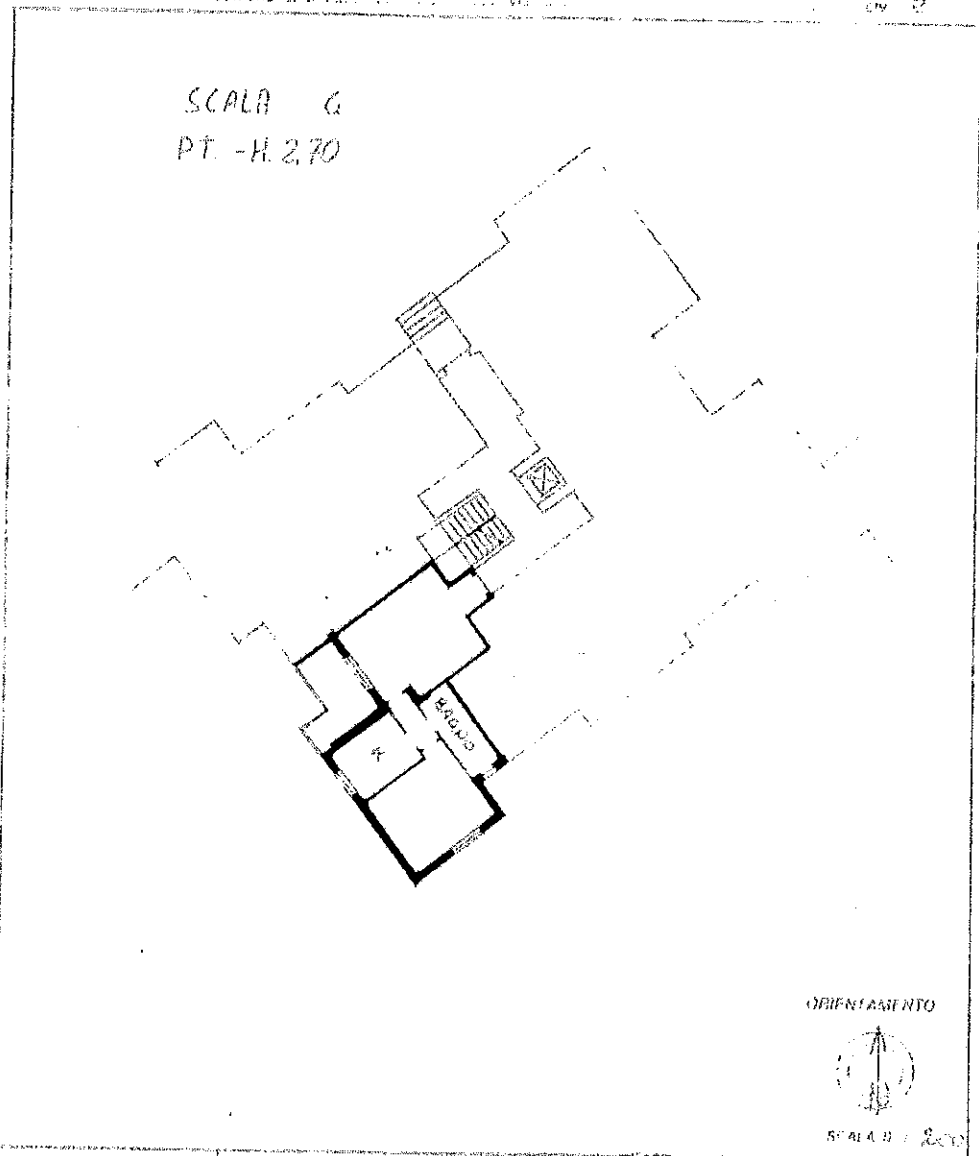 SCALA G
PT. -H. 2,70
BAGNO
K
ORIENTAMENTO
SCALA 1: 200